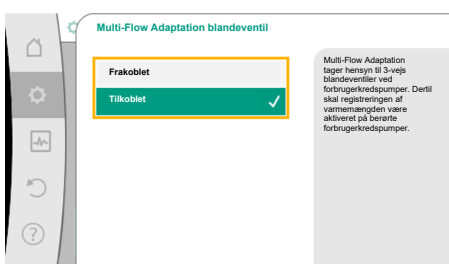 Multi-Flow Adaptation blandeventil
Frakoblet
Tilkoblet
Multi-Flow Adaptation
tager hensyn til 3-vejs
blandeventiler ved
forbrugerkredspumper. Dertil
skal registreringen af
varmemængden være
aktiveret på berørte
forbrugerkredspumper.
?